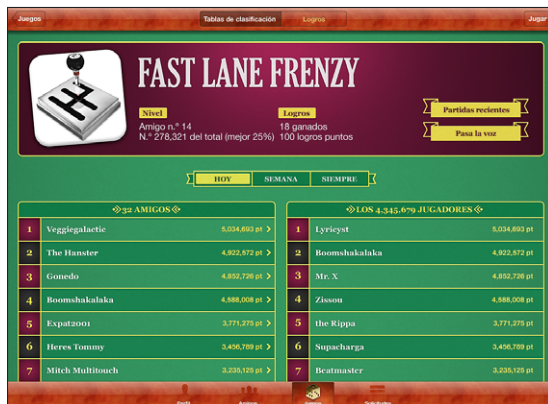 Juegos
Tablas de clasificación
Logros
Jugar
FAST LANE FRENZY
Nivel
Amigo n.º 14
N.º 278,321 del total (mejor 25%)
Logros
18 ganados
100 logros puntos
Partidas recientes
Pasa la voz
HOY
SEMANA
SIEMPRE
32 AMIGOS
1 Veggiegalactic 5,034,693 pt
2 The Hanster 4,922,572 pt
3 Gonedo 4,852,726 pt
4 Boomshakalaka 4,588,008 pt
5 Expat2001 3,771,275 pt
6 Heres Tommy 3,456,789 pt
7 Mitch Multitouch 3,235,125 pt
LOS 4,345,679 JUGADORES
1 Lyricyst 5,034,693 pt
2 Boomshakalaka 4,922,572 pt
3 Mr. X 4,852,726 pt
4 Zissou 4,588,008 pt
5 the Rippa 3,771,275 pt
6 Supacharga 3,456,789 pt
7 Beatmaster 3,235,125 pt